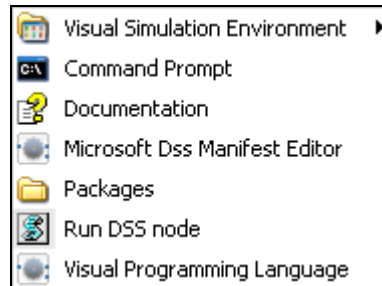 Visual Simulation Environment
C:\
Command Prompt
Documentation
Microsoft Dss Manifest Editor
Packages
Run DSS node
Visual Programming Language